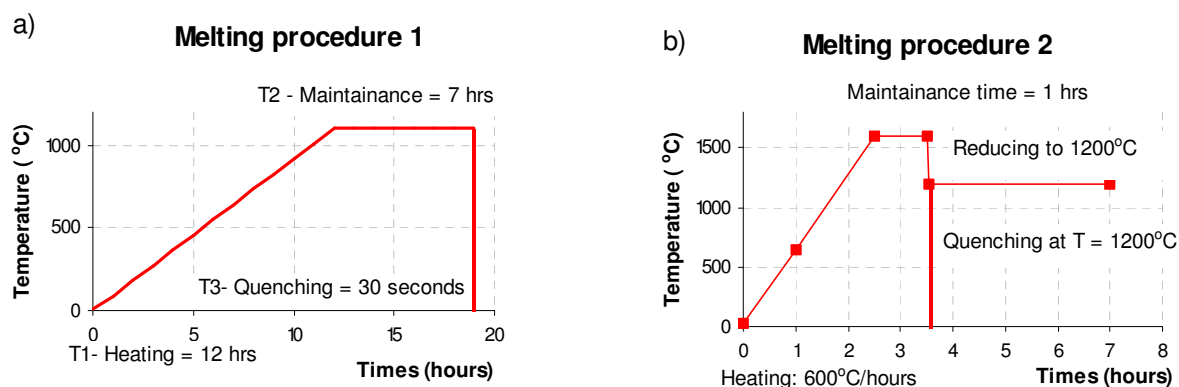 a)
Melting procedure 1
T2 - Maintainance = 7 hrs
Temperature ( °C)
1000
500
0
T3- Quenching = 30 seconds
0 5 10 15 20
T1- Heating = 12 hrs
Times (hours)
b)
Melting procedure 2
Maintainance time = 1 hrs
Temperature (°C)
1500
1000
500
0
Reducing to 1200°C
Quenching at T = 1200°C
0 1 2 3 4 5 6 7 8
Heating: 600°C/hours
Times (hours)